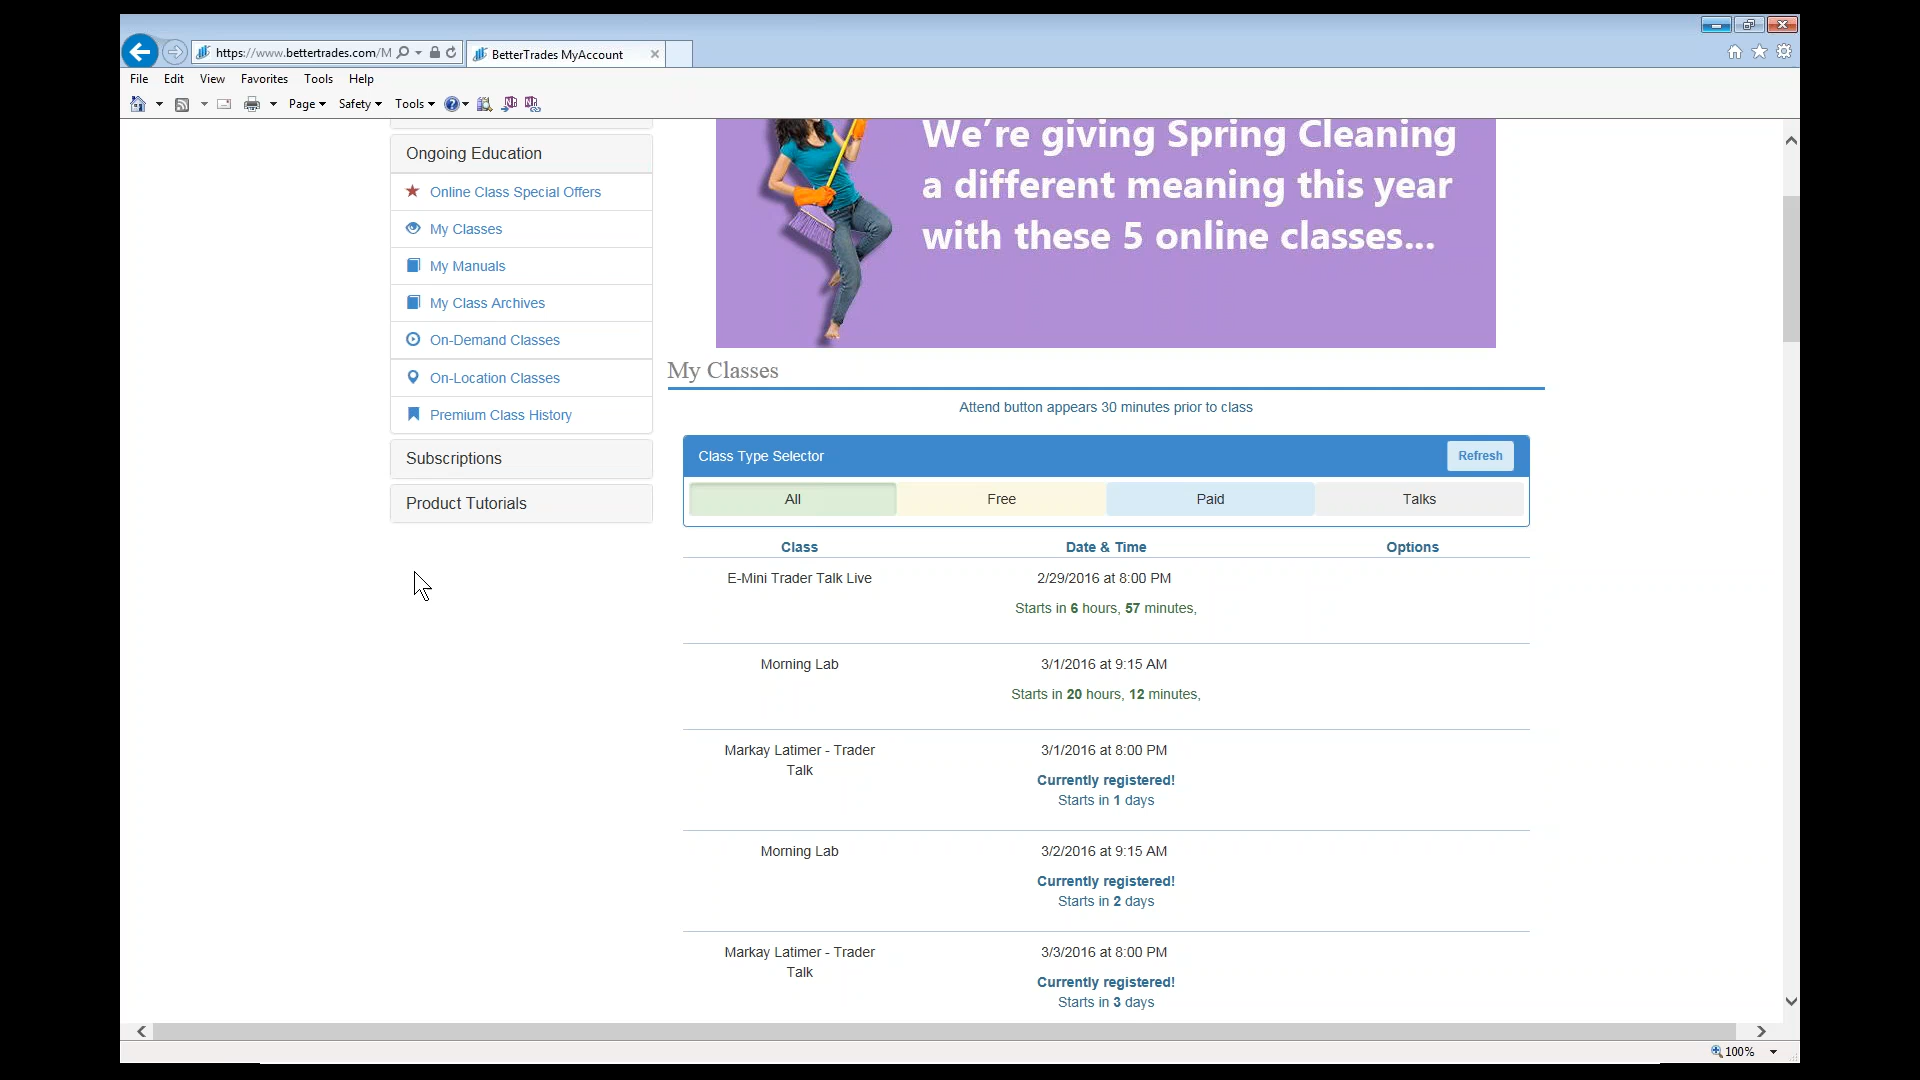 https://www.bettertrades.com/M
BetterTrades MyAccount
File Edit View Favorites Tools Help
Page Safety Tools
Ongoing Education
Online Class Special Offers
My Classes
My Manuals
My Class Archives
On-Demand Classes
On-Location Classes
Premium Class History
Subscriptions
Product Tutorials
We're giving Spring Cleaning
a different meaning this year
with these 5 online classes...
My Classes
Attend button appears 30 minutes prior to class
Class Type Selector Refresh
All Free Paid Talks
Class Date & Time Options
E-Mini Trader Talk Live 2/29/2016 at 8:00 PM
Starts in 6 hours, 57 minutes,
Morning Lab 3/1/2016 at 9:15 AM
Starts in 20 hours, 12 minutes,
Markay Latimer - Trader 3/1/2016 at 8:00 PM
Talk
Currently registered!
Starts in 1 days
Morning Lab 3/2/2016 at 9:15 AM
Currently registered!
Starts in 2 days
Markay Latimer - Trader 3/3/2016 at 8:00 PM
Talk
Currently registered!
Starts in 3 days
100%